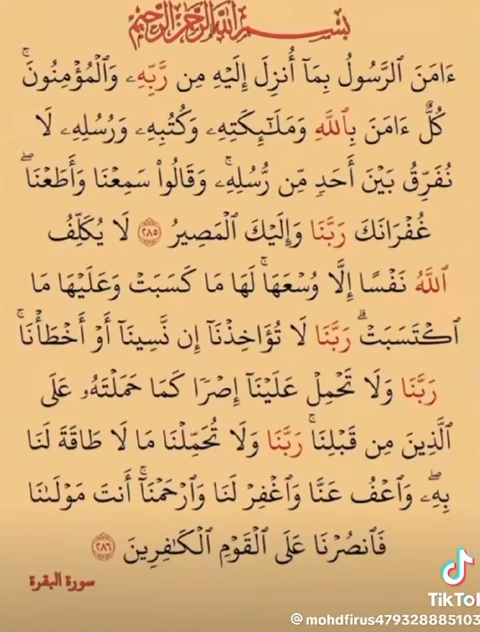 بِسْمِ ٱللَّهِ ٱلرَّحْمَٰنِ ٱلرَّحِيمِ
ءَامَنَ ٱلرَّسُولُ بِمَآ أُنزِلَ إِلَيْهِ مِن رَّبِّهِۦ وَٱلْمُؤْمِنُونَۚ
كُلٌّ ءَامَنَ بِٱللَّهِ وَمَلَٰٓئِكَتِهِۦ وَكُتُبِهِۦ وَرُسُلِهِۦ لَا
نُفَرِّقُ بَيْنَ أَحَدٍ مِّن رُّسُلِهِۦۚ وَقَالُوا۟ سَمِعْنَا وَأَطَعْنَاۖ
غُفْرَانَكَ رَبَّنَا وَإِلَيْكَ ٱلْمَصِيرُ ٢٨٥ لَا يُكَلِّفُ
ٱللَّهُ نَفْسًا إِلَّا وُسْعَهَاۚ لَهَا مَا كَسَبَتْ وَعَلَيْهَا مَا
ٱكْتَسَبَتْۗ رَبَّنَا لَا تُؤَاخِذْنَآ إِن نَّسِينَآ أَوْ أَخْطَأْنَاۚ
رَبَّنَا وَلَا تَحْمِلْ عَلَيْنَآ إِصْرًا كَمَا حَمَلْتَهُۥ عَلَى
ٱلَّذِينَ مِن قَبْلِنَاۚ رَبَّنَا وَلَا تُحَمِّلْنَا مَا لَا طَاقَةَ لَنَا
بِهِۦۖ وَٱعْفُ عَنَّا وَٱغْفِرْ لَنَا وَٱرْحَمْنَآۚ أَنتَ مَوْلَىٰنَا
فَٱنصُرْنَا عَلَى ٱلْقَوْمِ ٱلْكَٰفِرِينَ ٢٨٦
سورة البقرة
TikTok
@ mohdfirus479328885103